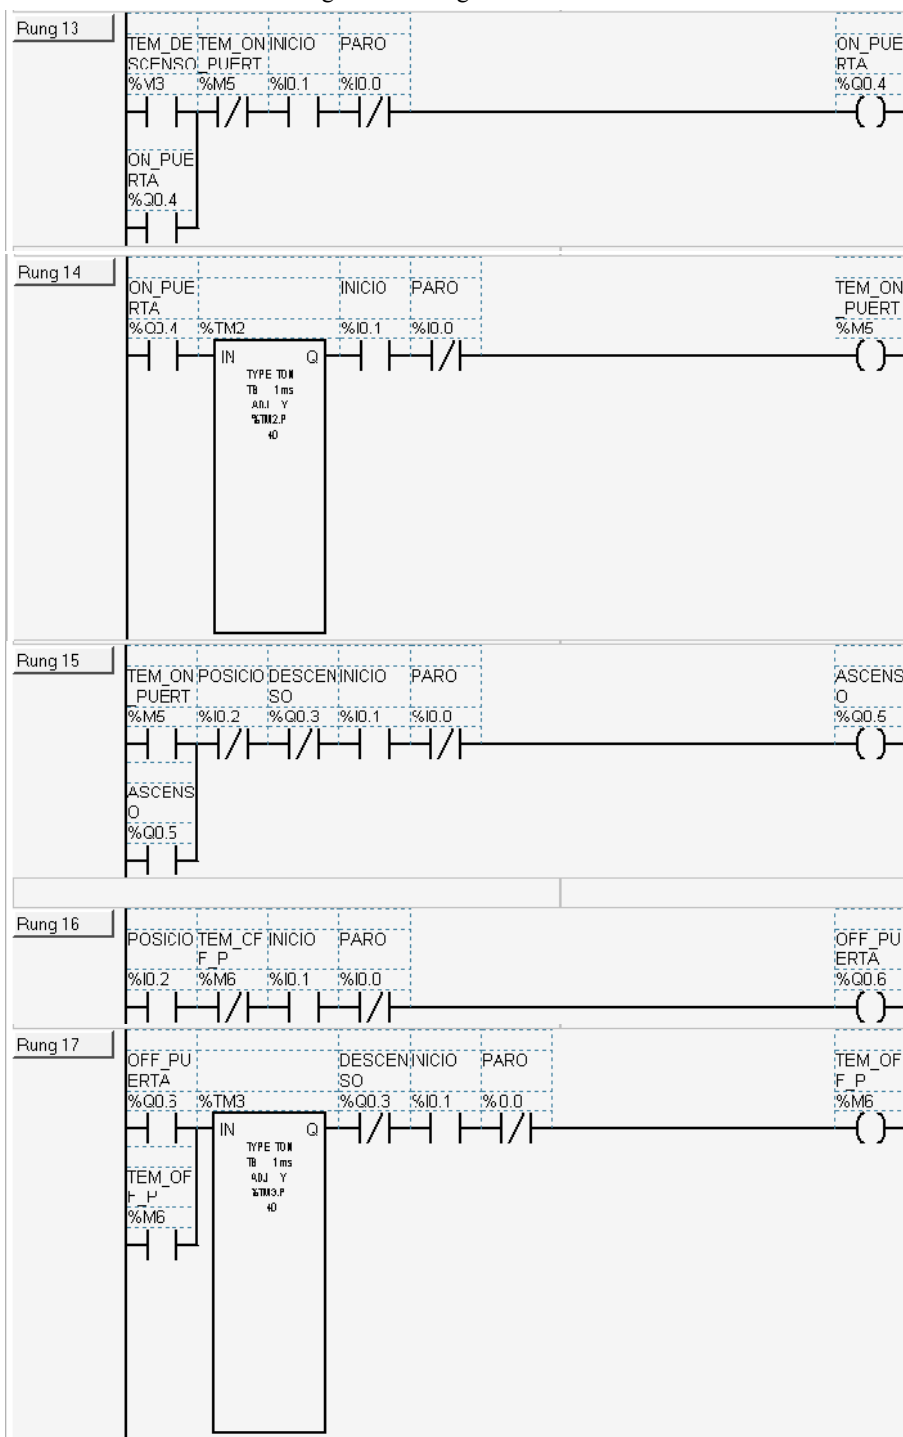 Rung 13
TEM_DE TEM_ON INICIO PARO ON_PUE
SCENSO _PUERT RTA
%M3 %M5 %I0.1 %I0.0 %Q0.4
ON_PUE
RTA
%Q0.4
Rung 14
ON_PUE INICIO PARO TEM_ON
RTA _PUERT
%Q0.4 %TM2 %I0.1 %I0.0 %M5
IN Q
TYPE TON
TB 1ms
ADJ Y
%TM2.P
40
Rung 15
TEM_ON POSICIO DESCEN INICIO PARO ASCENS
_PUERT SO O
%M5 %I0.2 %Q0.3 %I0.1 %I0.0 %Q0.5
ASCENS
O
%Q0.5
Rung 16
POSICIO TEM_CF INICIO PARO OFF_PU
F_P ERTA
%I0.2 %M6 %I0.1 %I0.0 %Q0.6
Rung 17
OFF_PU DESCEN INICIO PARO TEM_OF
ERTA SO F_P
%Q0.6 %TM3 %Q0.3 %I0.1 %0.0 %M6
IN Q
TYPE TON
TB 1ms
ADJ Y
%TM3.P
40
TEM_OF
F_P
%M6